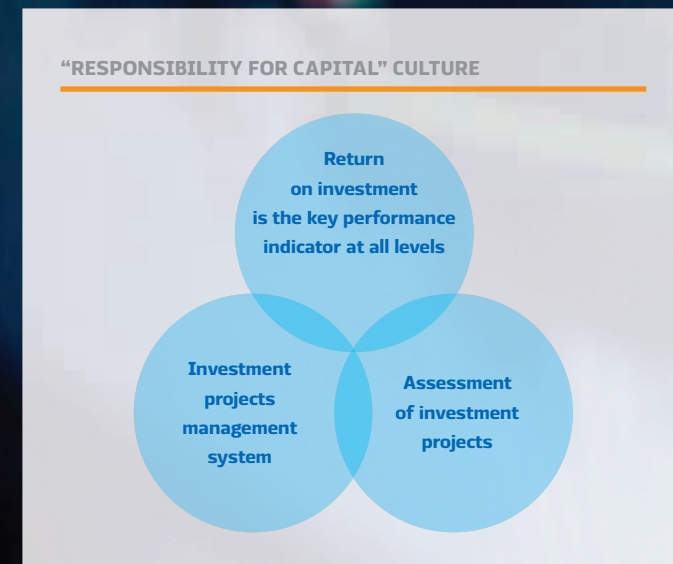 “RESPONSIBILITY FOR CAPITAL” CULTURE
Return
on investment
is the key performance
indicator at all levels
Investment
projects
management
system
Assessment
of investment
projects